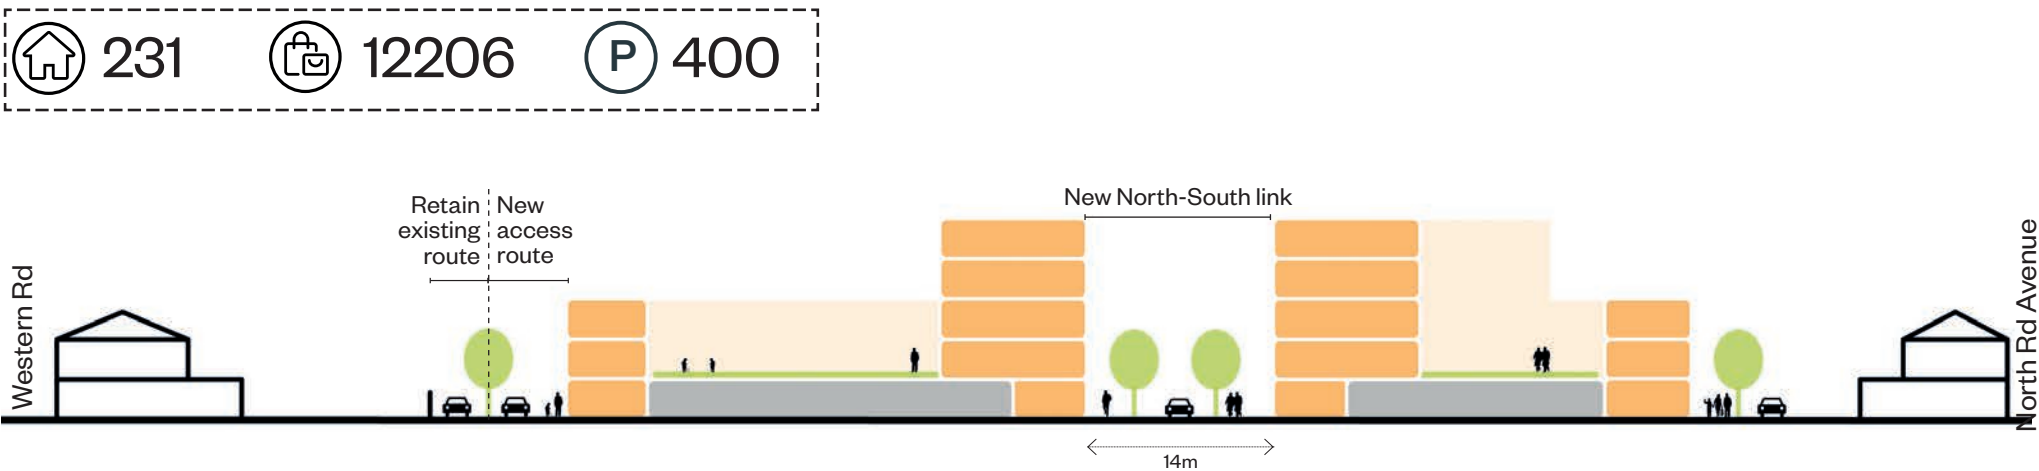 231
12206
P 400
Retain
existing
route
New
access
route
New North-South link
Western Rd
North Rd Avenue
14m